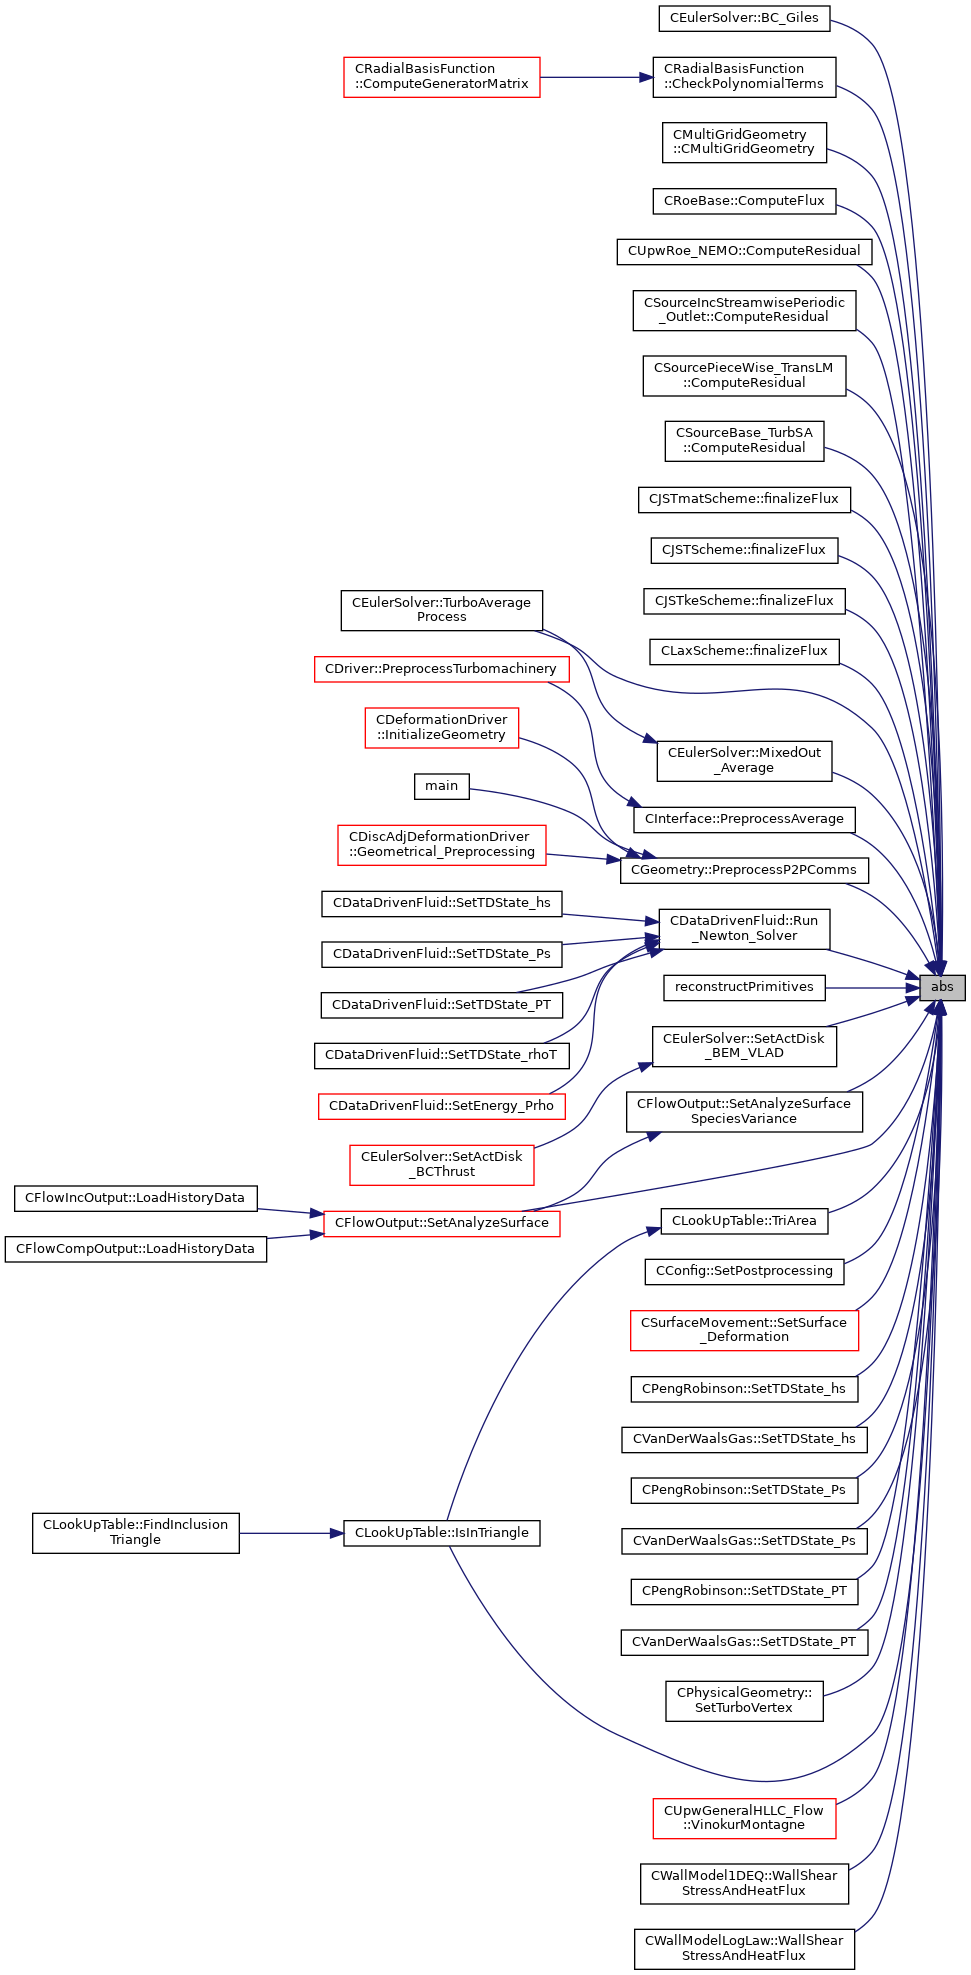 CEulerSolver::BC_Giles
CRadialBasisFunction
::ComputeGeneratorMatrix
CRadialBasisFunction
::CheckPolynomialTerms
CMultiGridGeometry
::CMultiGridGeometry
CRoeBase::ComputeFlux
CUpwRoe_NEMO::ComputeResidual
CSourceIncStreamwisePeriodic
_Outlet::ComputeResidual
CSourcePieceWise_TransLM
::ComputeResidual
CSourceBase_TurbSA
::ComputeResidual
CJSTmatScheme::finalizeFlux
CJSTScheme::finalizeFlux
CJSTkeScheme::finalizeFlux
CEulerSolver::TurboAverage
Process
CLaxScheme::finalizeFlux
CDriver::PreprocessTurbomachinery
CDeformationDriver
::InitializeGeometry
CEulerSolver::MixedOut
_Average
main
CInterface::PreprocessAverage
CDiscAdjDeformationDriver
::Geometrical_Preprocessing
CGeometry::PreprocessP2PComms
CDataDrivenFluid::SetTDState_hs
CDataDrivenFluid::Run
_Newton_Solver
CDataDrivenFluid::SetTDState_Ps
reconstructPrimitives
abs
CDataDrivenFluid::SetTDState_PT
CDataDrivenFluid::SetTDState_rhoT
CEulerSolver::SetActDisk
_BEM_VLAD
CDataDrivenFluid::SetEnergy_Prho
CFlowOutput::SetAnalyzeSurface
SpeciesVariance
CEulerSolver::SetActDisk
_BCThrust
CFlowIncOutput::LoadHistoryData
CFlowOutput::SetAnalyzeSurface
CLookUpTable::TriArea
CFlowCompOutput::LoadHistoryData
CConfig::SetPostprocessing
CSurfaceMovement::SetSurface
_Deformation
CPengRobinson::SetTDState_hs
CVanDerWaalsGas::SetTDState_hs
CPengRobinson::SetTDState_Ps
CLookUpTable::FindInclusion
Triangle
CLookUpTable::IsInTriangle
CVanDerWaalsGas::SetTDState_Ps
CPengRobinson::SetTDState_PT
CVanDerWaalsGas::SetTDState_PT
CPhysicalGeometry::
SetTurboVertex
CUpwGeneralHLLC_Flow
::VinokurMontagne
CWallModel1DEQ::WallShear
StressAndHeatFlux
CWallModelLogLaw::WallShear
StressAndHeatFlux